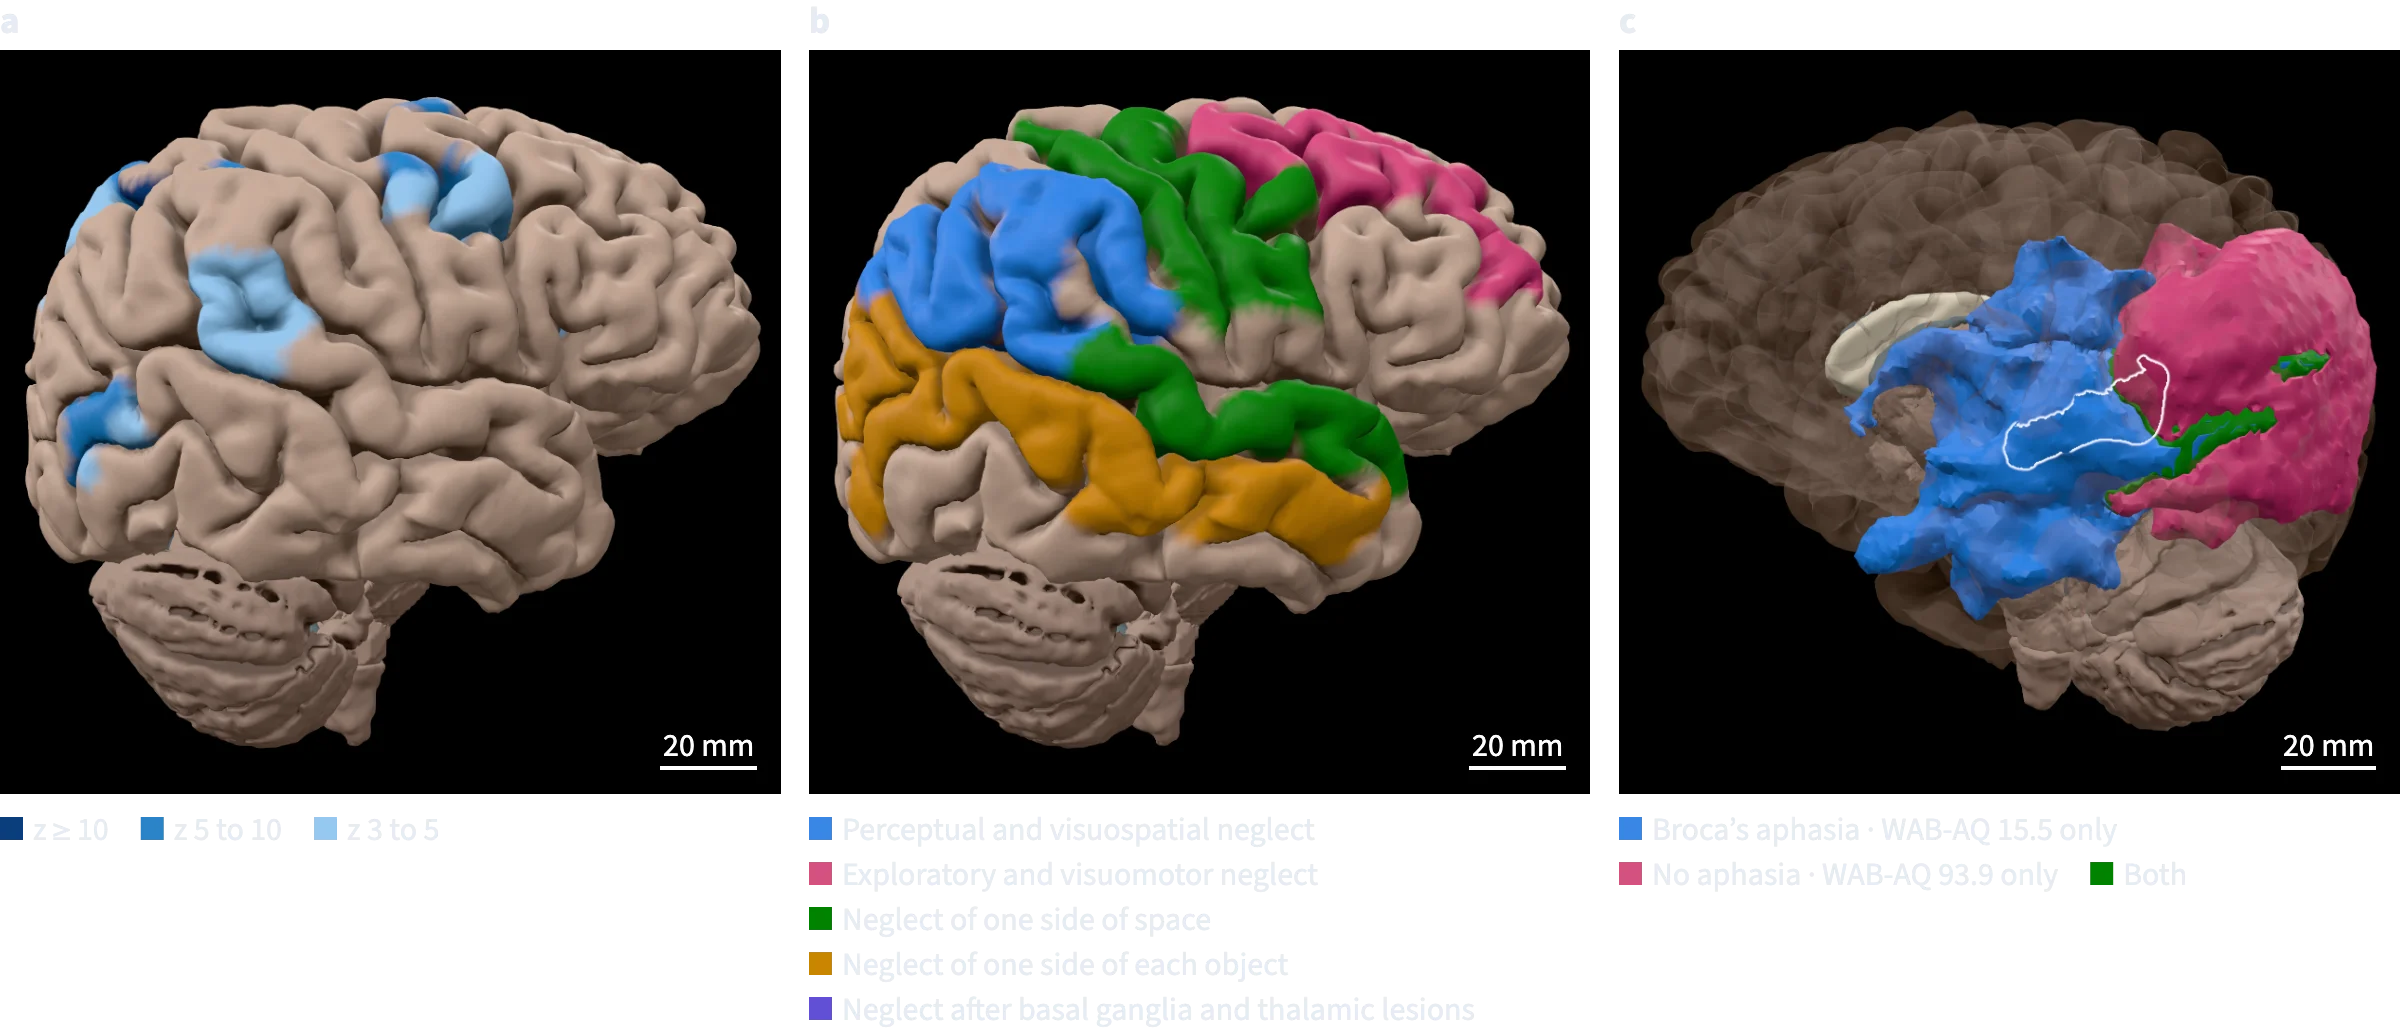 a
b
c
20 mm
20 mm
20 mm
z ≥ 10 z 5 to 10 z 3 to 5
Perceptual and visuospatial neglect
Exploratory and visuomotor neglect
Neglect of one side of space
Neglect of one side of each object
Neglect after basal ganglia and thalamic lesions
Broca’s aphasia · WAB-AQ 15.5 only
No aphasia · WAB-AQ 93.9 only Both